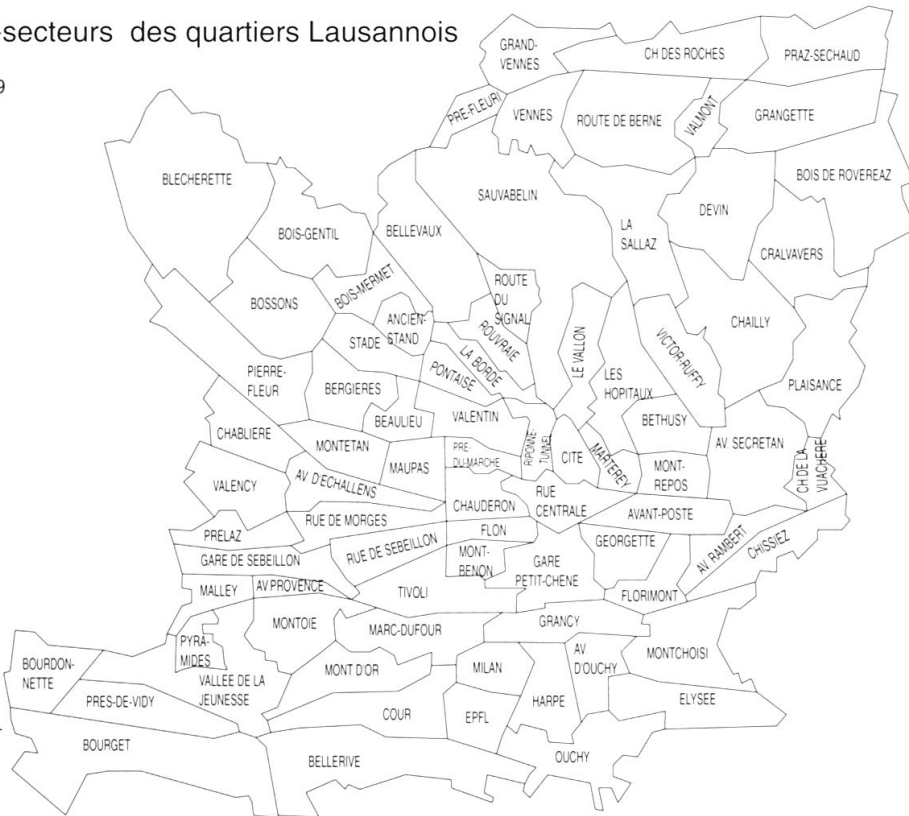 -secteurs des quartiers Lausannois
9
GRAND-
VENNES
CH DES ROCHES
PRAZ-SECHAUD
PRE-FLEURI
VENNES
ROUTE DE BERNE
VALMONT
GRANGETTE
BLECHERETTE
SAUVABELIN
BOIS DE ROVEREAZ
DEVIN
BOIS-GENTIL
BELLEVAUX
LA
SALLAZ
CRALVAVERS
BOIS-MERMET
ROUTE
DU
SIGNAL
BOSSONS
ANCIEN-
STAND
STADE
ROUVRAIE
LE VALLON
VICTOR-RUFFY
CHAILLY
LA BORDE
PONTAISE
PIERRE-
FLEUR
BERGIERES
LES
HOPITAUX
PLAISANCE
BEAULIEU
VALENTIN
BETHUSY
CHABLIERE
MONTETAN
PRE-
DU-MARCHE
RIPONNE-
TUNNEL
CITE
MARTEREY
AV SECRETAN
CH DE LA
VUACHERE
MAUPAS
MONT-
REPOS
VALENCY
AV D'ECHALLENS
CHAUDERON
RUE
CENTRALE
AVANT-POSTE
RUE DE MORGES
PRELAZ
FLON
GEORGETTE
AV RAMBERT
CHISSIEZ
RUE DE SEBEILLON
GARE DE SEBEILLON
MONT-
BENON
GARE
PETIT-CHENE
MALLEY
AV PROVENCE
TIVOLI
FLORIMONT
MONTOIE
MARC-DUFOUR
GRANCY
PYRA-
MIDES
AV
D'OUCHY
MONTCHOISI
BOURDON-
NETTE
VALLEE DE LA
JEUNESSE
MONT D'OR
MILAN
PRES-DE-VIDY
HARPE
ELYSEE
COUR
EPFL
BOURGET
BELLERIVE
OUCHY